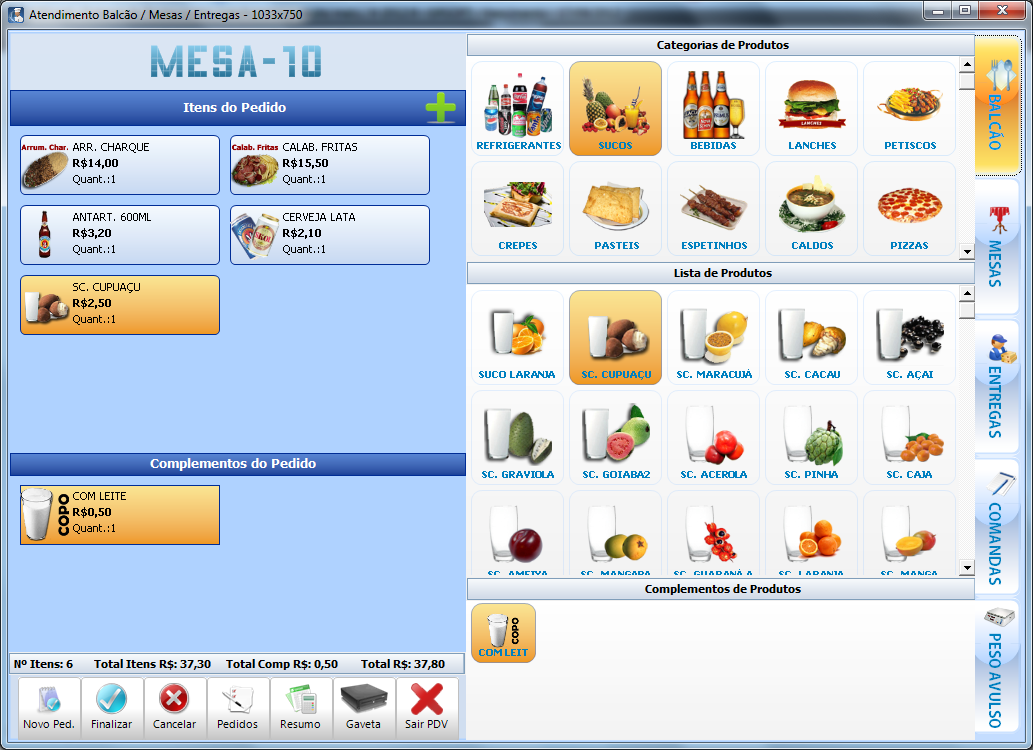 Atendimento Balcão / Mesas / Entregas - 1033x750
MESA-10
Itens do Pedido
Arrum. Char.
ARR. CHARQUE
R$14,00
Quant.:1
Calab. Fritas
CALAB. FRITAS
R$15,50
Quant.:1
ANTART. 600ML
R$3,20
Quant.:1
CERVEJA LATA
R$2,10
Quant.:1
SC. CUPUAÇU
R$2,50
Quant.:1
Complementos do Pedido
COPO
COM LEITE
R$0,50
Quant.:1
Nº Itens: 6 Total Itens R$: 37,30 Total Comp R$: 0,50 Total R$: 37,80
Novo Ped. Finalizar Cancelar Pedidos Resumo Gaveta Sair PDV
Categorias de Produtos
LANCHES
REFRIGERANTES SUCOS BEBIDAS LANCHES PETISCOS
CREPES PASTEIS ESPETINHOS CALDOS PIZZAS
Lista de Produtos
SUCO LARANJA SC. CUPUAÇU SC. MARACUJÁ SC. CACAU SC. AÇAI
SC. GRAVIOLA SC. GOIABA2 SC. ACEROLA SC. PINHA SC. CAJA
SC. AMEIXA SC. MANGABA SC. GUARANÁ A SC. LARANJA SC. MANGA
Complementos de Produtos
COPO
COM LEIT
BALCÃO
MESAS
ENTREGAS
COMANDAS
PESO AVULSO